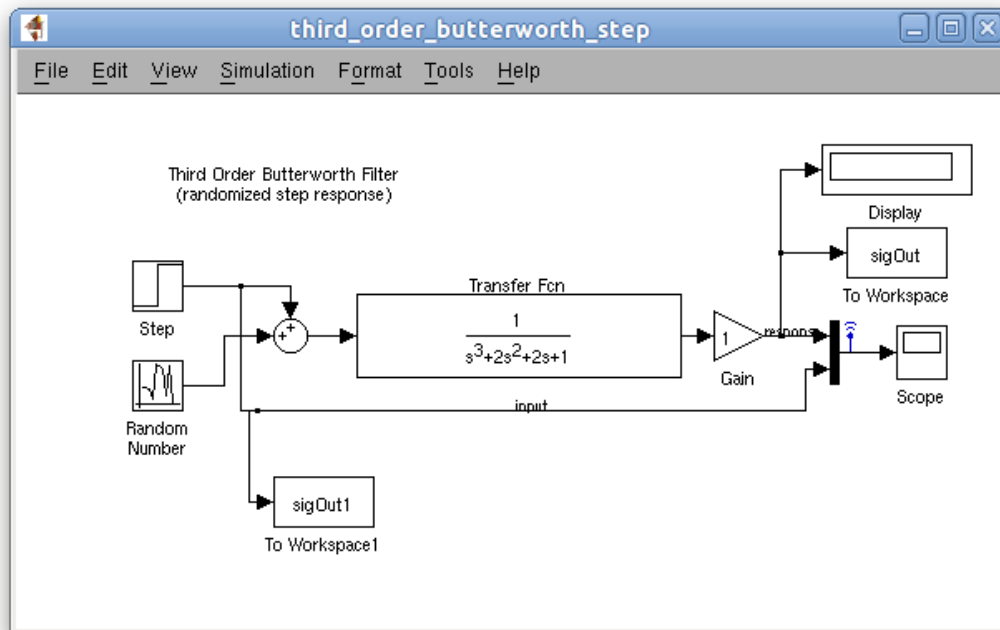 third_order_butterworth_step
File Edit View Simulation Format Tools Help
Third Order Butterworth Filter
(randomized step response)
Display
sigOut
To Workspace
Step
Transfer Fcn
1
s³+2s²+2s+1
++
1
respons
Gain
Scope
Random
Number
input
sigOut1
To Workspace1